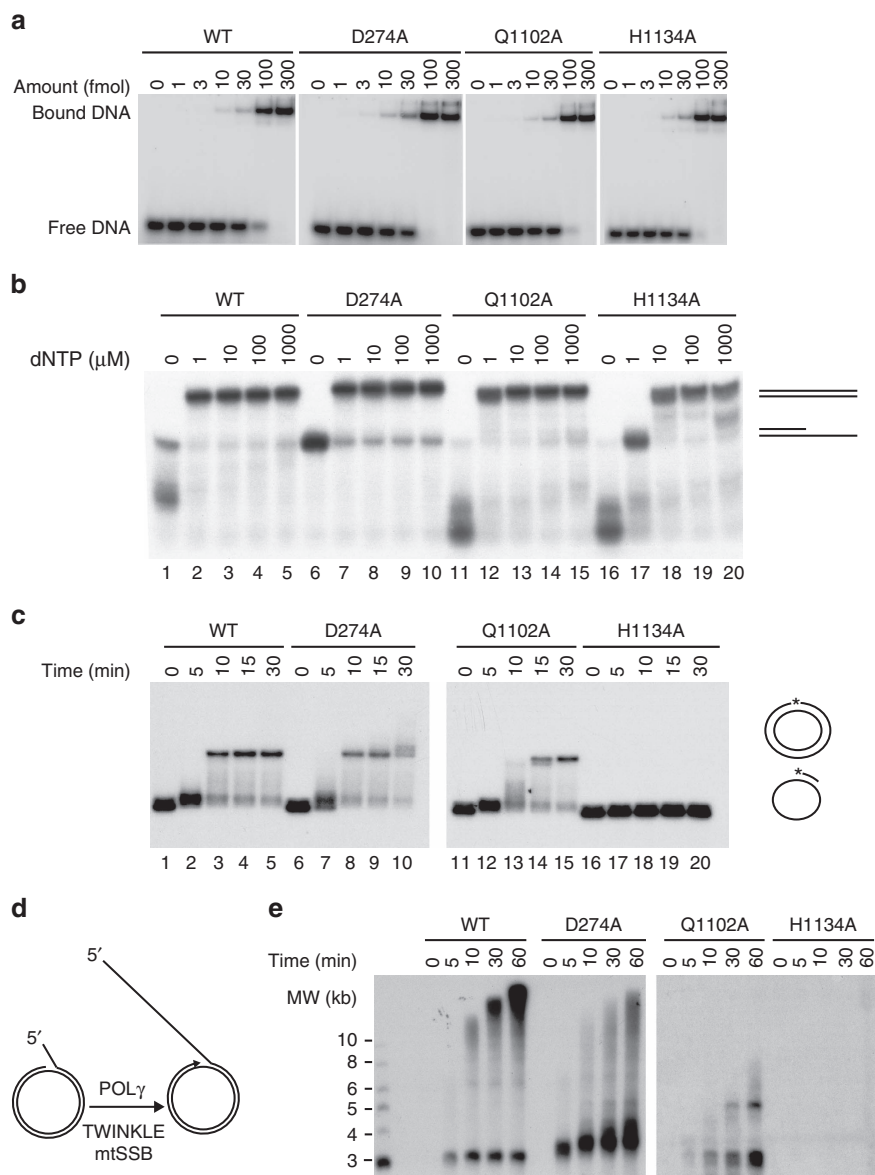 a
WT D274A Q1102A H1134A
Amount (fmol) 0 1 3 10 30 100 300 0 1 3 10 30 100 300 0 1 3 10 30 100 300 0 1 3 10 30 100 300
Bound DNA
Free DNA
b
WT D274A Q1102A H1134A
dNTP (μM) 0 1 10 100 1000 0 1 10 100 1000 0 1 10 100 1000 0 1 10 100 1000
1 2 3 4 5 6 7 8 9 10 11 12 13 14 15 16 17 18 19 20
c
WT D274A Q1102A H1134A
Time (min) 0 5 10 15 30 0 5 10 15 30 0 5 10 15 30 0 5 10 15 30
*
*
1 2 3 4 5 6 7 8 9 10 11 12 13 14 15 16 17 18 19 20
d
5′
5′
POLγ
TWINKLE
mtSSB
e
WT D274A Q1102A H1134A
Time (min) 0 5 10 30 60 0 5 10 30 60 0 5 10 30 60 0 5 10 30 60
MW (kb)
10
8
6
5
4
3